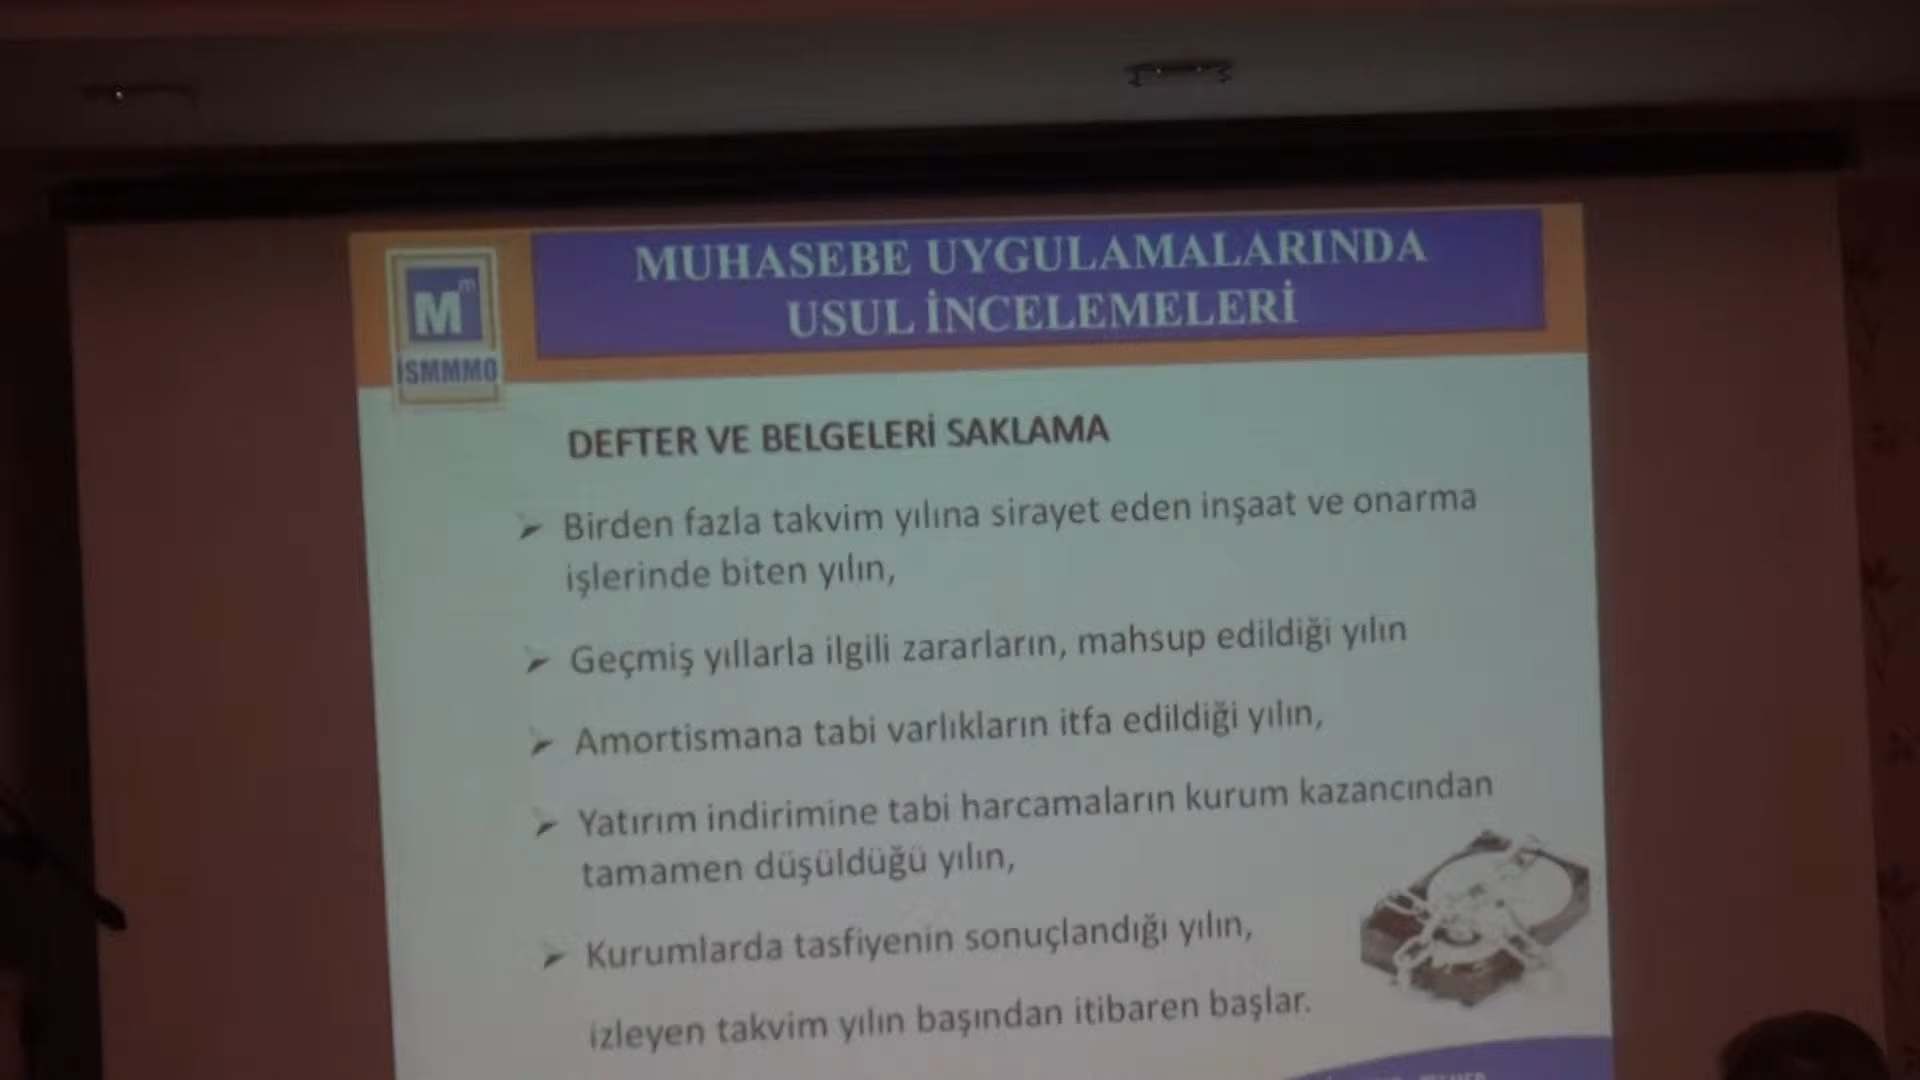 MUHASEBE UYGULAMALARINDA
USUL İNCELEMELERİ
Mm
İSMMMO
DEFTER VE BELGELERİ SAKLAMA
Birden fazla takvim yılına sirayet eden inşaat ve onarma
işlerinde biten yılın,
Geçmiş yıllarla ilgili zararların, mahsup edildiği yılın
Amortismana tabi varlıkların itfa edildiği yılın,
Yatırım indirimine tabi harcamaların kurum kazancından
tamamen düşüldüğü yılın,
Kurumlarda tasfiyenin sonuçlandığı yılın,
izleyen takvim yılın başından itibaren başlar.